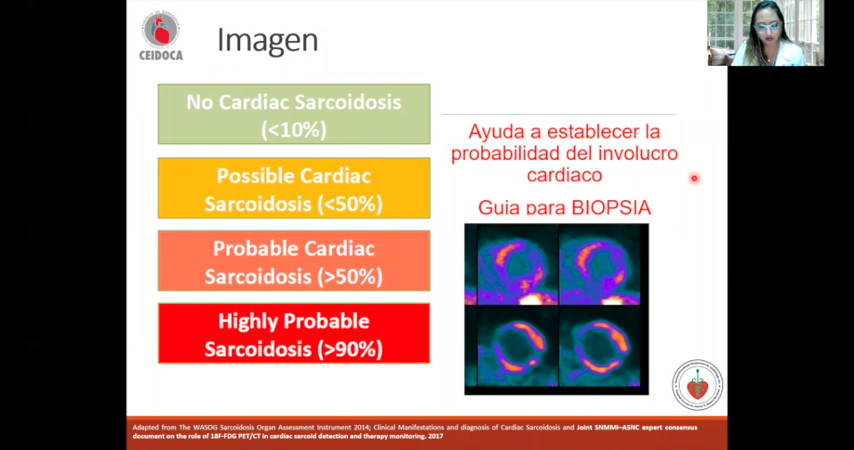 CEIDOCA
Imagen
No Cardiac Sarcoidosis
(<10%)
Possible Cardiac
Sarcoidosis (<50%)
Probable Cardiac
Sarcoidosis (>50%)
Highly Probable
Sarcoidosis (>90%)
Ayuda a establecer la
probabilidad del involucro
cardiaco
Guia para BIOPSIA
Adapted from The WASOG Sarcoidosis Organ Assessment Instrument 2014; Clinical Manifestations and diagnosis of Cardiac Sarcoidosis and Joint SNMMI–ASNC expert consensus
document on the role of 18F-FDG PET/CT in cardiac sarcoid detection and therapy monitoring, 2017